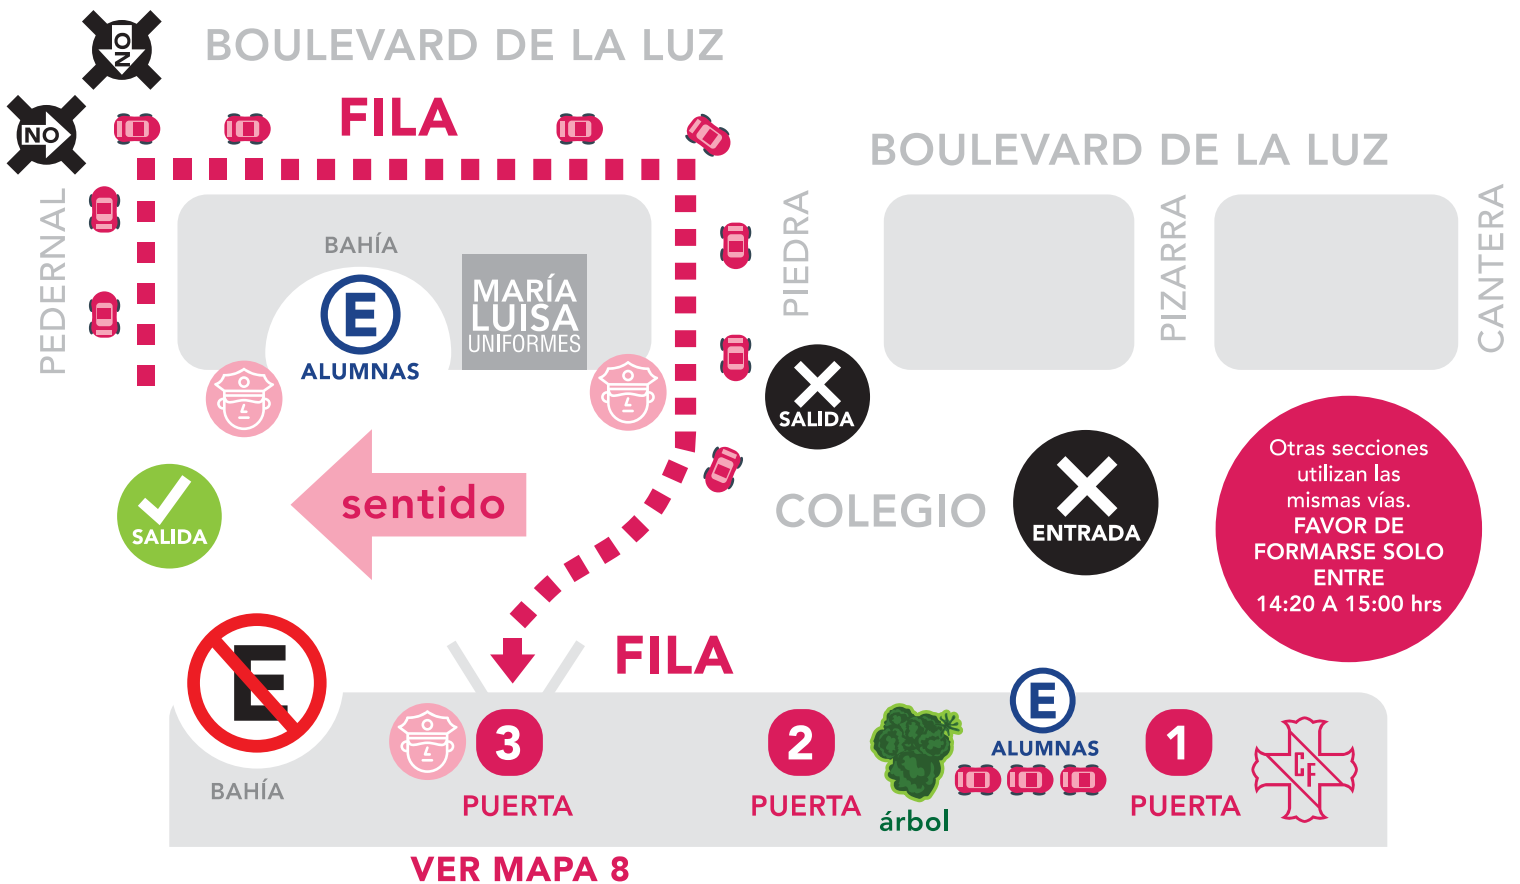 NO
BOULEVARD DE LA LUZ
NO
FILA
BOULEVARD DE LA LUZ
PEDERNAL
PIEDRA
PIZARRA
CANTERA
BAHÍA
E
ALUMNAS
MARÍA
LUISA
UNIFORMES
SALIDA
Otras secciones
utilizan las
mismas vías.
FAVOR DE
FORMARSE SOLO
ENTRE
14:20 A 15:00 hrs
sentido
SALIDA
COLEGIO
ENTRADA
E
BAHÍA
FILA
3
PUERTA
2
PUERTA
árbol
E
ALUMNAS
1
PUERTA
CF
VER MAPA 8